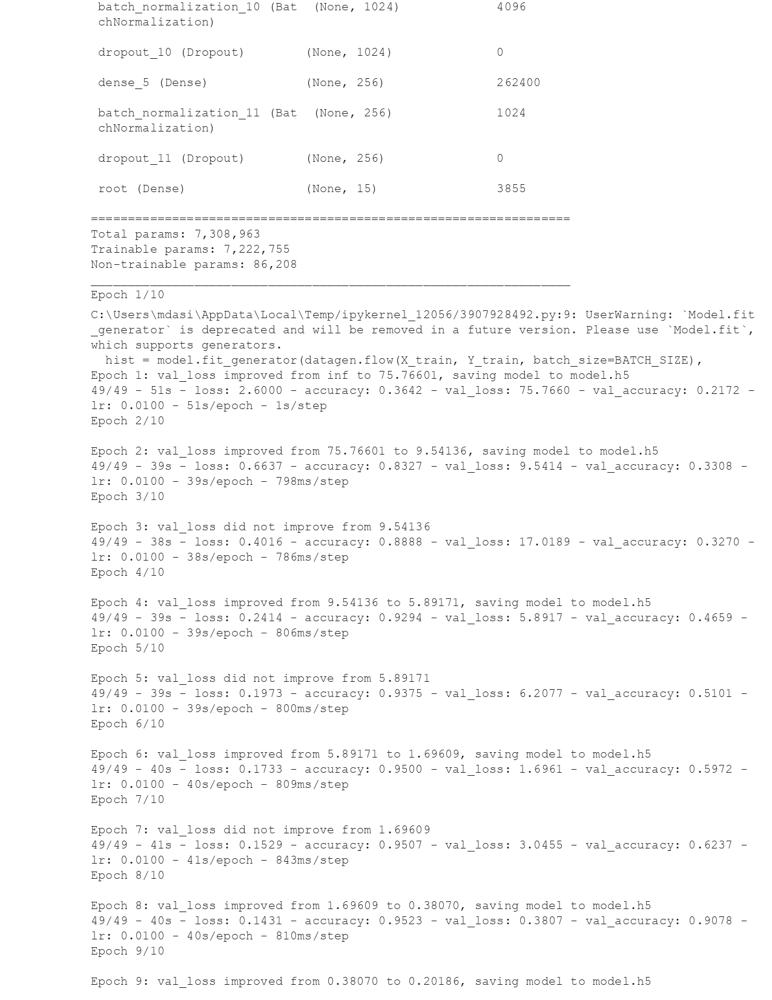 batch_normalization_10 (Bat  (None, 1024)             4096
chNormalization)
dropout_10 (Dropout)        (None, 1024)              0
dense_5 (Dense)             (None, 256)               262400
batch_normalization_11 (Bat  (None, 256)              1024
chNormalization)
dropout_11 (Dropout)        (None, 256)               0
root (Dense)                (None, 15)                3855
=================================================================
Total params: 7,308,963
Trainable params: 7,222,755
Non-trainable params: 86,208
_________________________________________________________________
Epoch 1/10
C:\Users\mdasi\AppData\Local\Temp/ipykernel_12056/3907928492.py:9: UserWarning: `Model.fit
_generator` is deprecated and will be removed in a future version. Please use `Model.fit`,
which supports generators.
  hist = model.fit_generator(datagen.flow(X_train, Y_train, batch_size=BATCH_SIZE),
Epoch 1: val_loss improved from inf to 75.76601, saving model to model.h5
49/49 - 51s - loss: 2.6000 - accuracy: 0.3642 - val_loss: 75.7660 - val_accuracy: 0.2172 -
lr: 0.0100 - 51s/epoch - 1s/step
Epoch 2/10
Epoch 2: val_loss improved from 75.76601 to 9.54136, saving model to model.h5
49/49 - 39s - loss: 0.6637 - accuracy: 0.8327 - val_loss: 9.5414 - val_accuracy: 0.3308 -
lr: 0.0100 - 39s/epoch - 798ms/step
Epoch 3/10
Epoch 3: val_loss did not improve from 9.54136
49/49 - 38s - loss: 0.4016 - accuracy: 0.8888 - val_loss: 17.0189 - val_accuracy: 0.3270 -
lr: 0.0100 - 38s/epoch - 786ms/step
Epoch 4/10
Epoch 4: val_loss improved from 9.54136 to 5.89171, saving model to model.h5
49/49 - 39s - loss: 0.2414 - accuracy: 0.9294 - val_loss: 5.8917 - val_accuracy: 0.4659 -
lr: 0.0100 - 39s/epoch - 806ms/step
Epoch 5/10
Epoch 5: val_loss did not improve from 5.89171
49/49 - 39s - loss: 0.1973 - accuracy: 0.9375 - val_loss: 6.2077 - val_accuracy: 0.5101 -
lr: 0.0100 - 39s/epoch - 800ms/step
Epoch 6/10
Epoch 6: val_loss improved from 5.89171 to 1.69609, saving model to model.h5
49/49 - 40s - loss: 0.1733 - accuracy: 0.9500 - val_loss: 1.6961 - val_accuracy: 0.5972 -
lr: 0.0100 - 40s/epoch - 809ms/step
Epoch 7/10
Epoch 7: val_loss did not improve from 1.69609
49/49 - 41s - loss: 0.1529 - accuracy: 0.9507 - val_loss: 3.0455 - val_accuracy: 0.6237 -
lr: 0.0100 - 41s/epoch - 843ms/step
Epoch 8/10
Epoch 8: val_loss improved from 1.69609 to 0.38070, saving model to model.h5
49/49 - 40s - loss: 0.1431 - accuracy: 0.9523 - val_loss: 0.3807 - val_accuracy: 0.9078 -
lr: 0.0100 - 40s/epoch - 810ms/step
Epoch 9/10
Epoch 9: val_loss improved from 0.38070 to 0.20186, saving model to model.h5